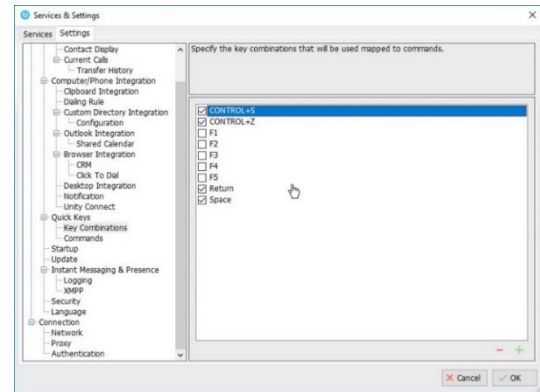 Services & Settings
Services Settings
Contact Display
Current Calls
Transfer History
Computer/Phone Integration
Clipboard Integration
Dialing Rule
Custom Directory Integration
Configuration
Outlook Integration
Shared Calendar
Browser Integration
CRM
Click To Dial
Desktop Integration
Notification
Unity Connect
Quick Keys
Key Combinations
Commands
Startup
Update
Instant Messaging & Presence
Logging
XMPP
Security
Language
Connection
Network
Proxy
Authentication
Specify the key combinations that will be used mapped to commands.
CONTROL+S
CONTROL+Z
F1
F2
F3
F4
F5
Return
Space
Cancel OK